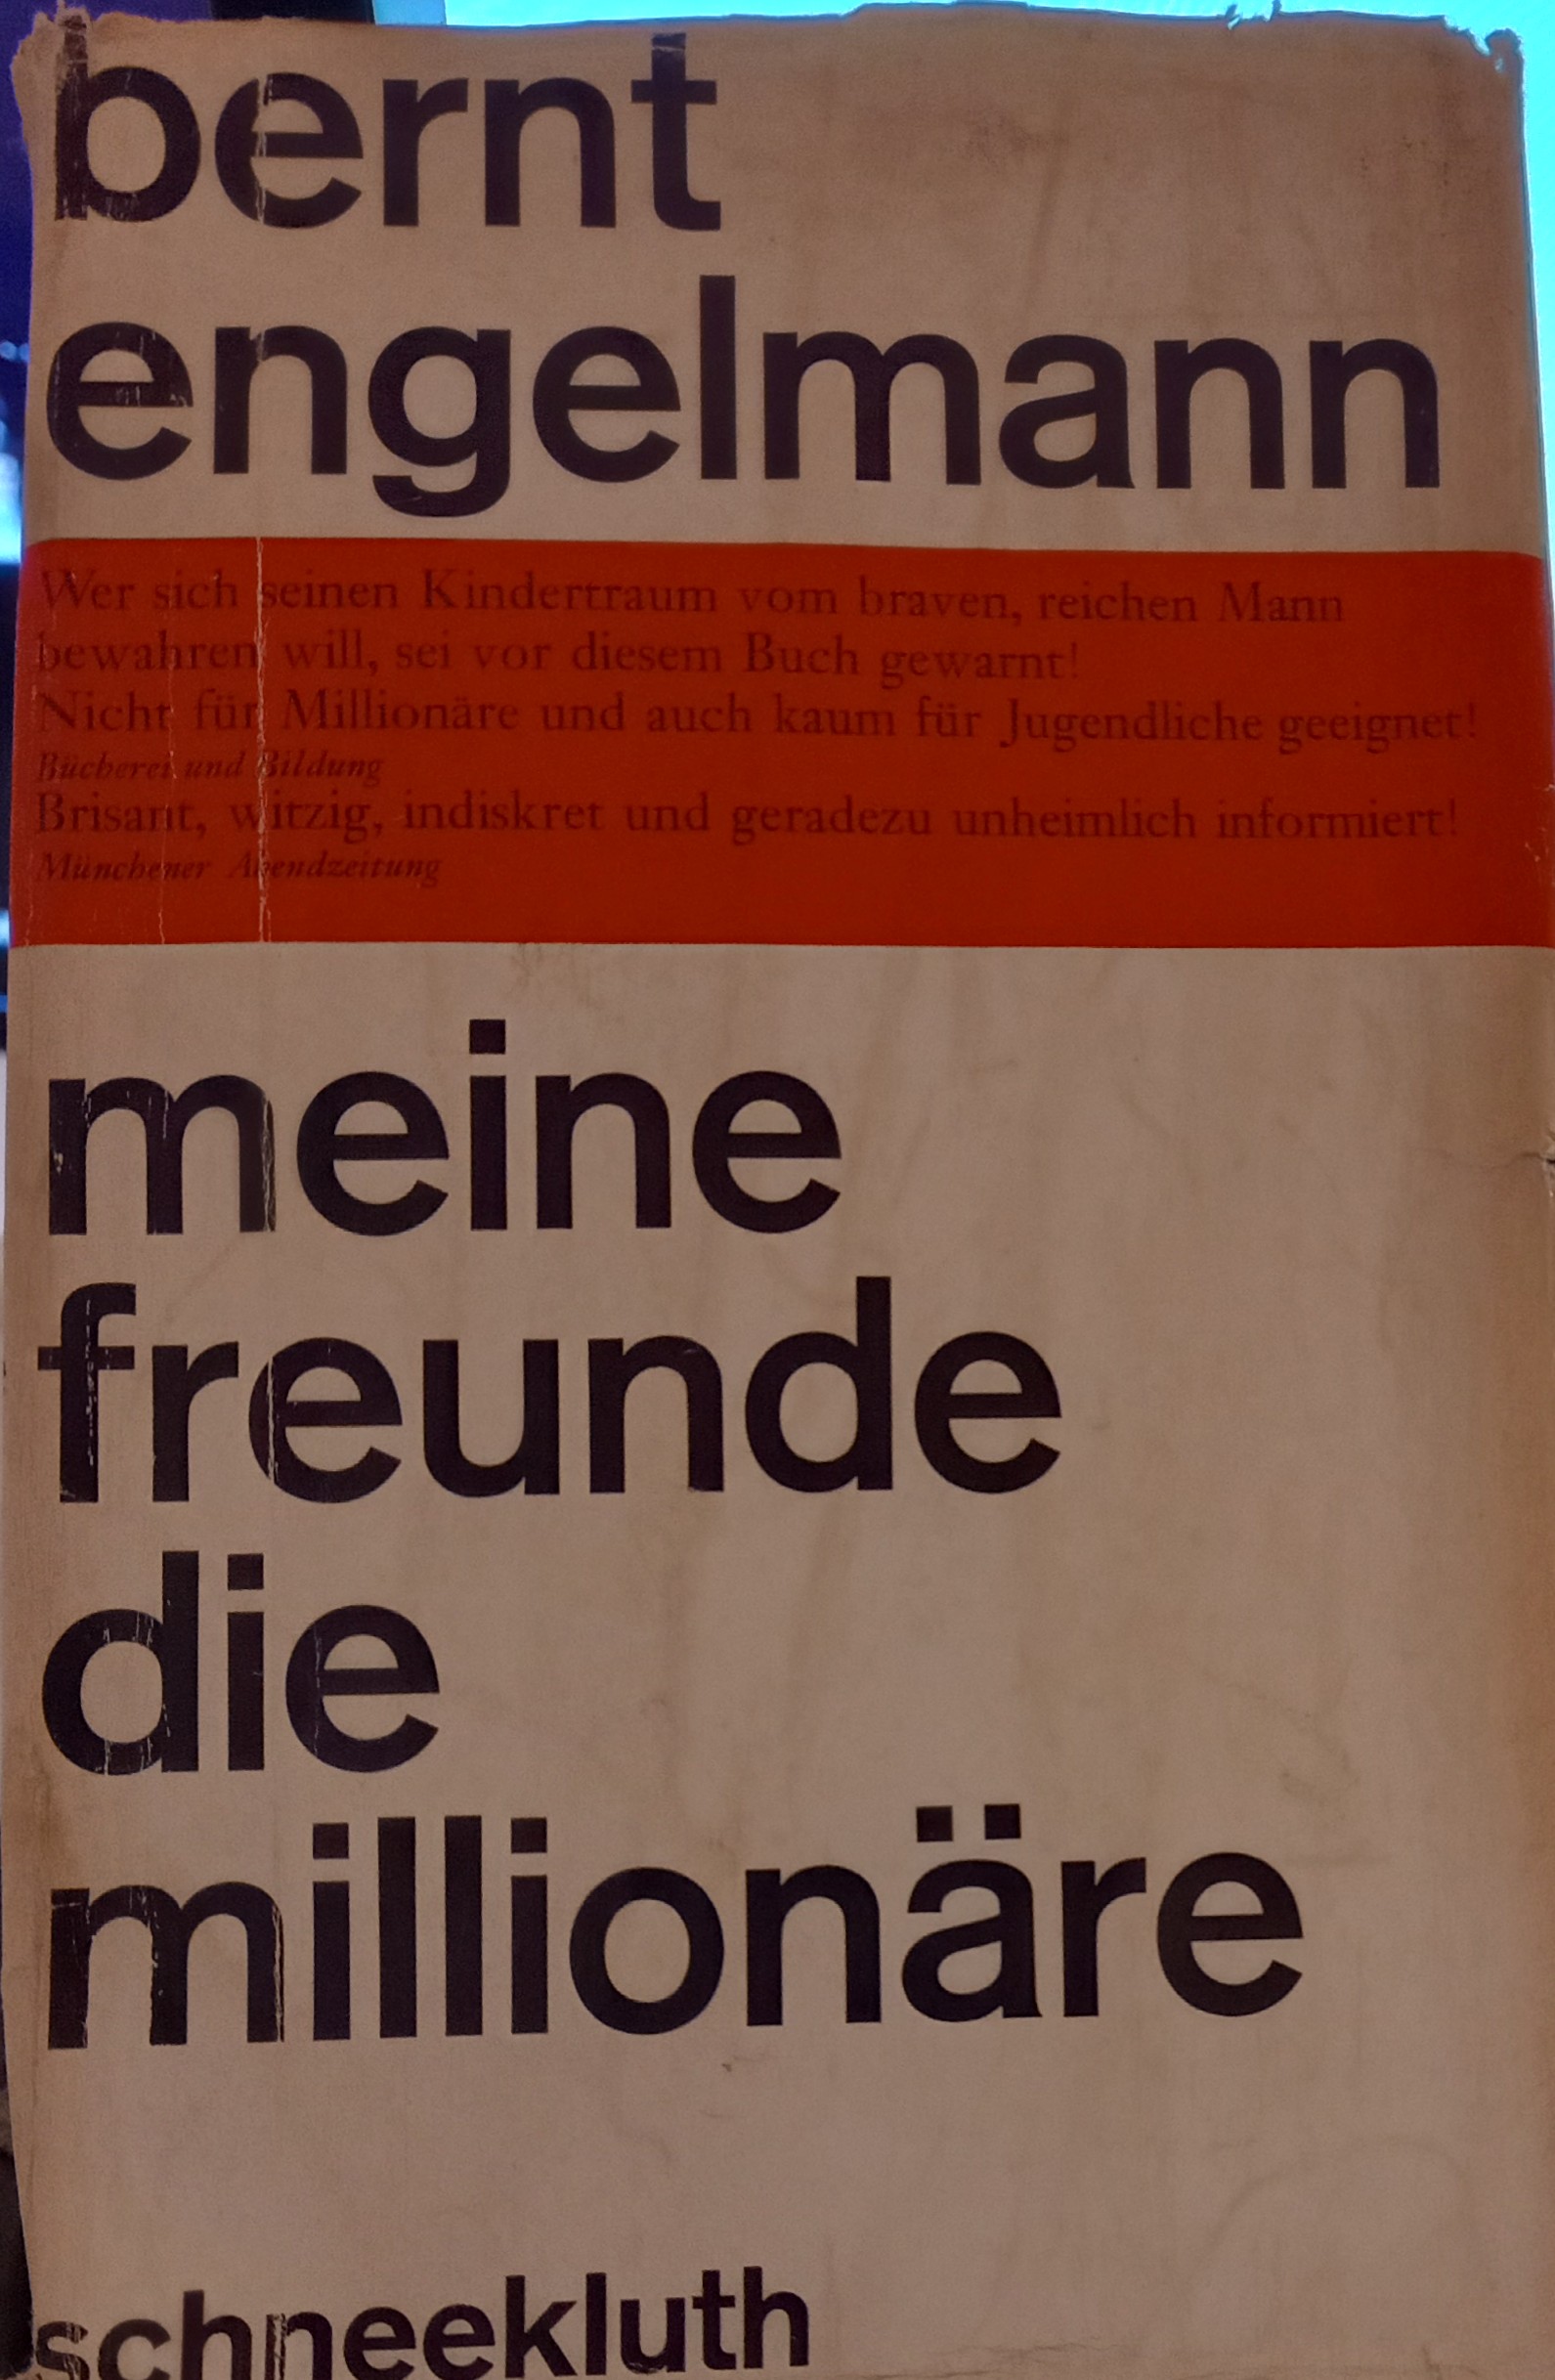 bernt
engelmann
Wer sich seinen Kindertraum vom braven, reichen Mann
bewahren will, sei vor diesem Buch gewarnt!
Nicht für Millionäre und auch kaum für Jugendliche geeignet!
Bücherei und Bildung
Brisant, witzig, indiskret und geradezu unheimlich informiert!
Münchener Abendzeitung
meine
freunde
die
millionäre
schneekluth